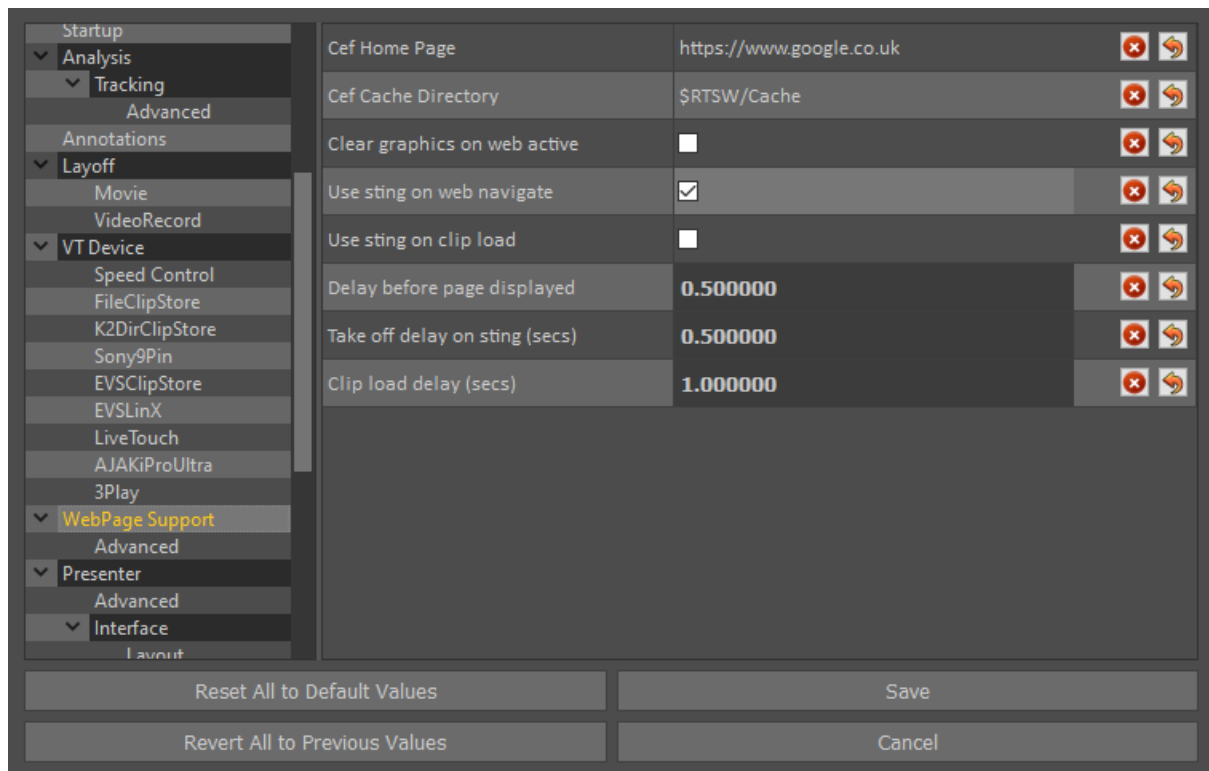 Startup
Analysis
Tracking
Advanced
Annotations
Layoff
Movie
VideoRecord
VT Device
Speed Control
FileClipStore
K2DirClipStore
Sony9Pin
EVSClipStore
EVSLinX
LiveTouch
AJAKiProUltra
3Play
WebPage Support
Advanced
Presenter
Advanced
Interface
Layout
Cef Home Page https://www.google.co.uk
Cef Cache Directory $RTSW/Cache
Clear graphics on web active
Use sting on web navigate
Use sting on clip load
Delay before page displayed 0.500000
Take off delay on sting (secs) 0.500000
Clip load delay (secs) 1.000000
Reset All to Default Values Save
Revert All to Previous Values Cancel